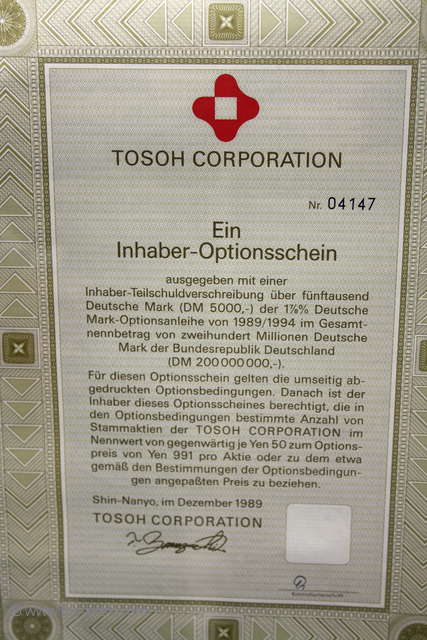 TOSOH CORPORATION
Nr. 04147
Ein
Inhaber-Optionsschein
ausgegeben mit einer
Inhaber-Teilschuldverschreibung über fünftausend
Deutsche Mark (DM 5000,-) der 1⅞% Deutsche
Mark-Optionsanleihe von 1989/1994 im Gesamt-
nennbetrag von zweihundert Millionen Deutsche
Mark der Bundesrepublik Deutschland
(DM 200000000,-).
Für diesen Optionsschein gelten die umseitig ab-
gedruckten Optionsbedingungen. Danach ist der
Inhaber dieses Optionsscheines berechtigt, die in
den Optionsbedingungen bestimmte Anzahl von
Stammaktien der TOSOH CORPORATION im
Nennwert von gegenwärtig je Yen 50 zum Options-
preis von Yen 991 pro Aktie oder zu dem etwa
gemäß den Bestimmungen der Optionsbedingun-
gen angepaßten Preis zu beziehen.
Shin-Nanyo, im Dezember 1989
TOSOH CORPORATION